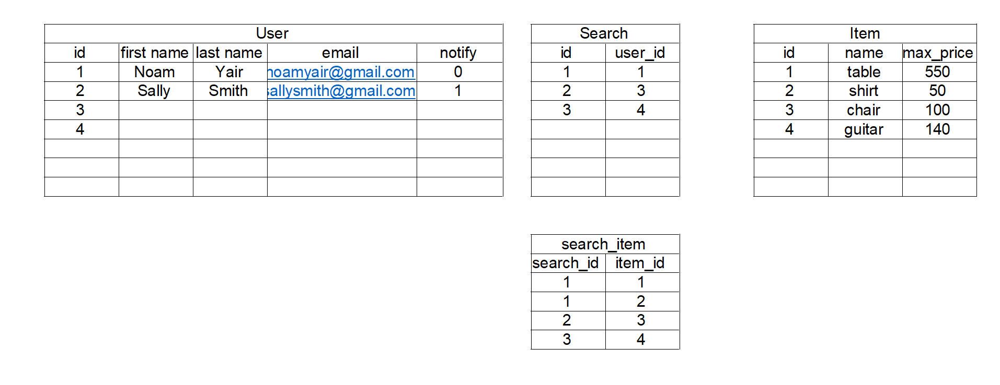 User
id first name last name email notify
1 Noam Yair noamyair@gmail.com 0
2 Sally Smith sallysmith@gmail.com 1
3
4
Search
id user_id
1 1
2 3
3 4
Item
id name max_price
1 table 550
2 shirt 50
3 chair 100
4 guitar 140
search_item
search_id item_id
1 1
1 2
2 3
3 4